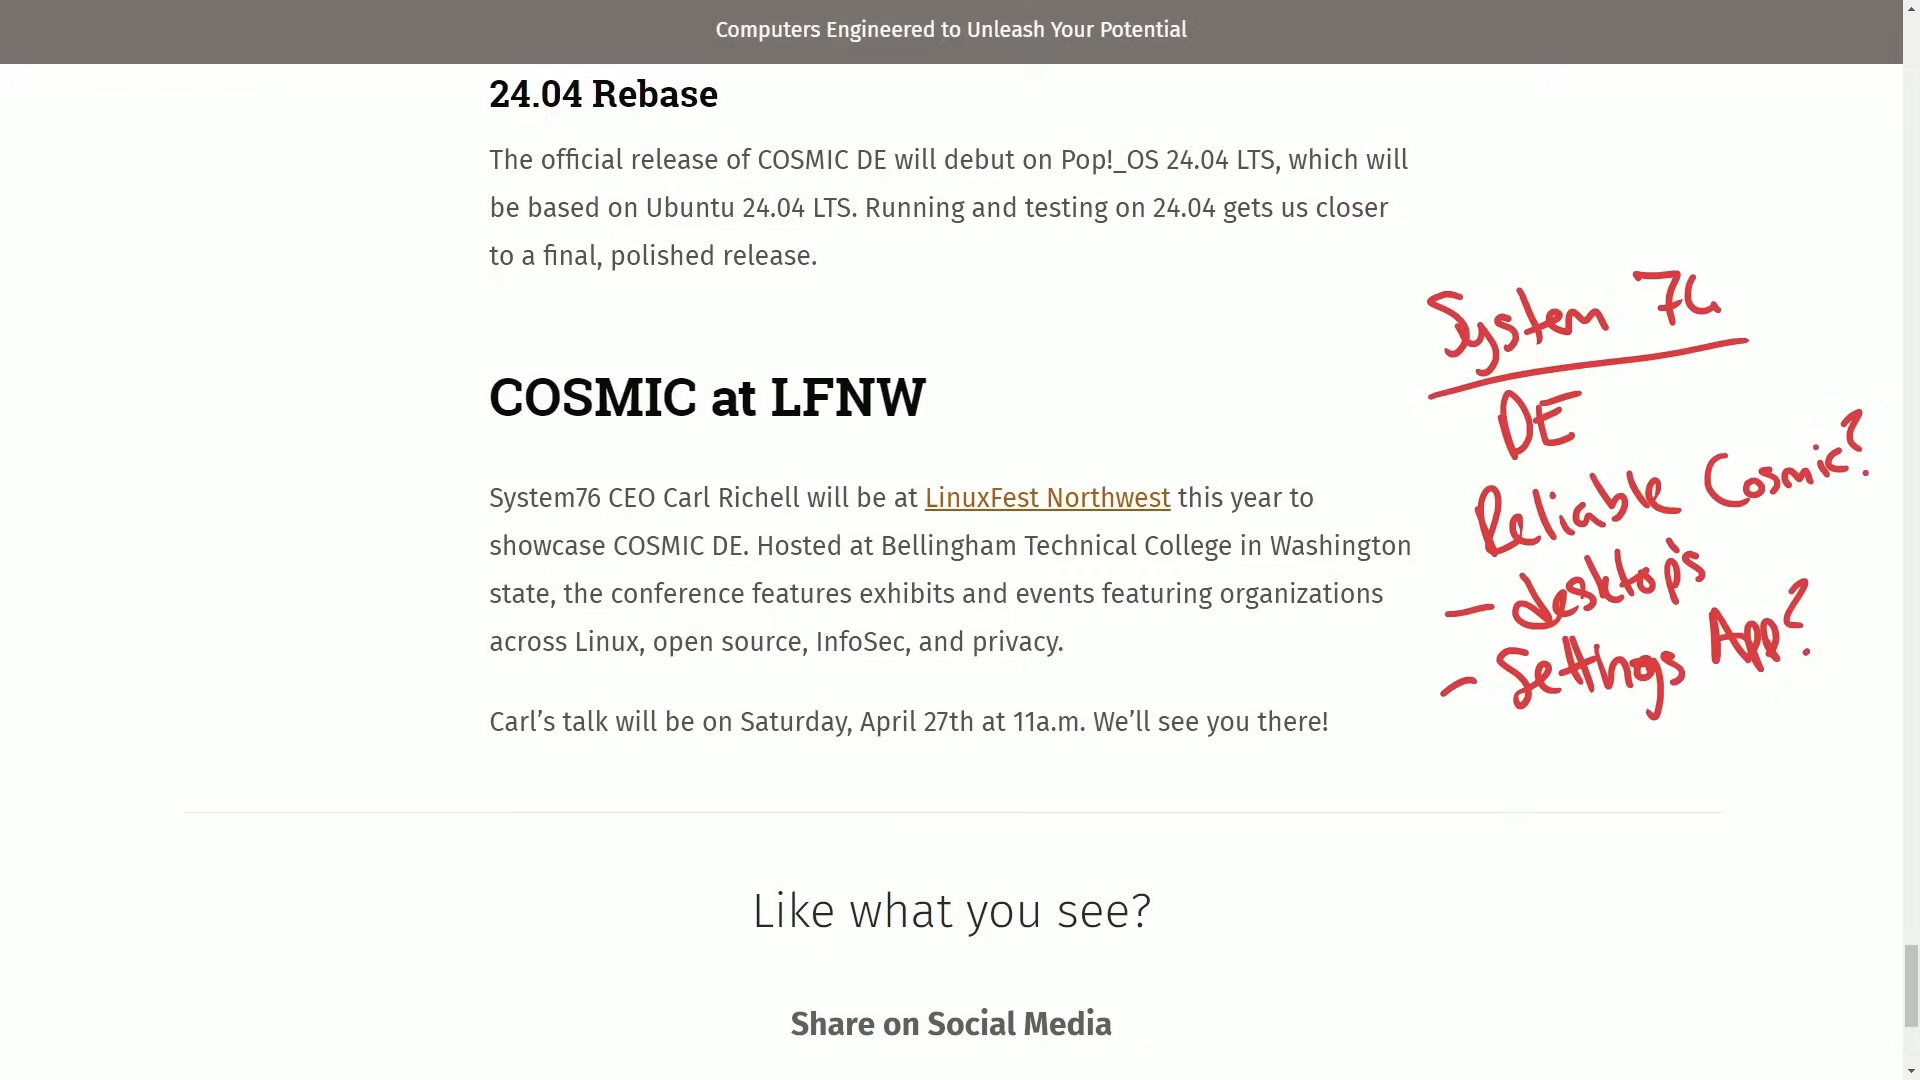 Computers Engineered to Unleash Your Potential
24.04 Rebase
The official release of COSMIC DE will debut on Pop!_OS 24.04 LTS, which will
be based on Ubuntu 24.04 LTS. Running and testing on 24.04 gets us closer
to a final, polished release.
COSMIC at LFNW
System76 CEO Carl Richell will be at LinuxFest Northwest this year to
showcase COSMIC DE. Hosted at Bellingham Technical College in Washington
state, the conference features exhibits and events featuring organizations
across Linux, open source, InfoSec, and privacy.
Carl’s talk will be on Saturday, April 27th at 11a.m. We’ll see you there!
System 76
DE
Reliable Cosmic?
- desktop's
- Settings App?
Like what you see?
Share on Social Media